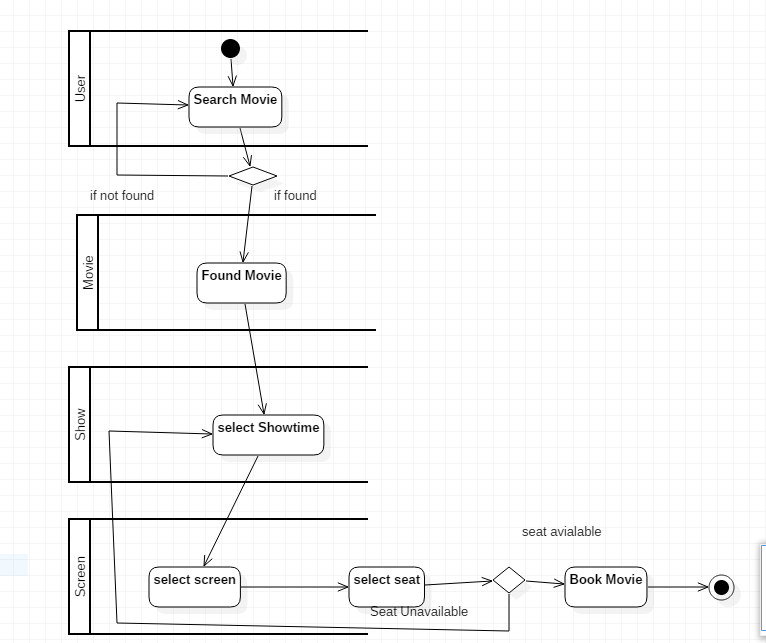 User
Search Movie
if not found
if found
Movie
Found Movie
Show
select Showtime
seat avialable
Screen
select screen
select seat
Book Movie
Seat Unavailable